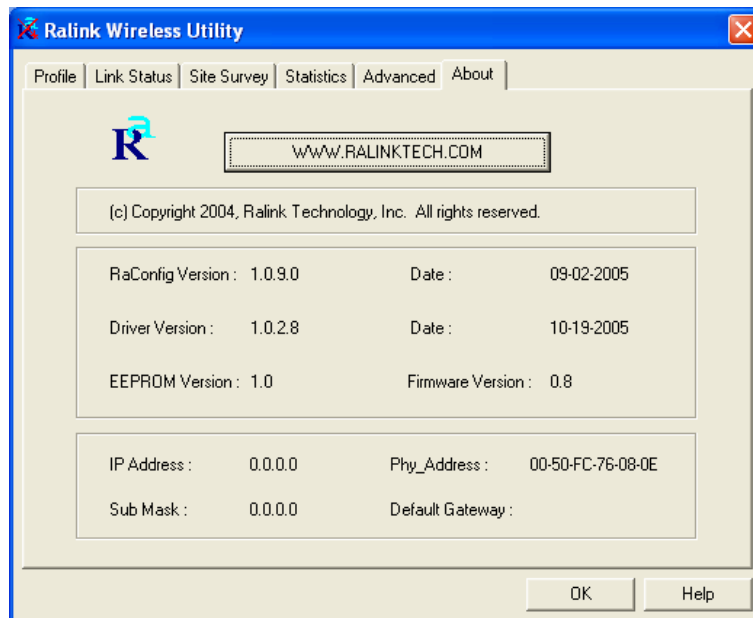 Ralink Wireless Utility
Profile Link Status Site Survey Statistics Advanced About
Ra
WWW.RALINKTECH.COM
(c) Copyright 2004, Ralink Technology, Inc. All rights reserved.
RaConfig Version : 1.0.9.0 Date : 09-02-2005
Driver Version : 1.0.2.8 Date : 10-19-2005
EEPROM Version : 1.0 Firmware Version : 0.8
IP Address : 0.0.0.0 Phy_Address : 00-50-FC-76-08-0E
Sub Mask : 0.0.0.0 Default Gateway :
OK Help